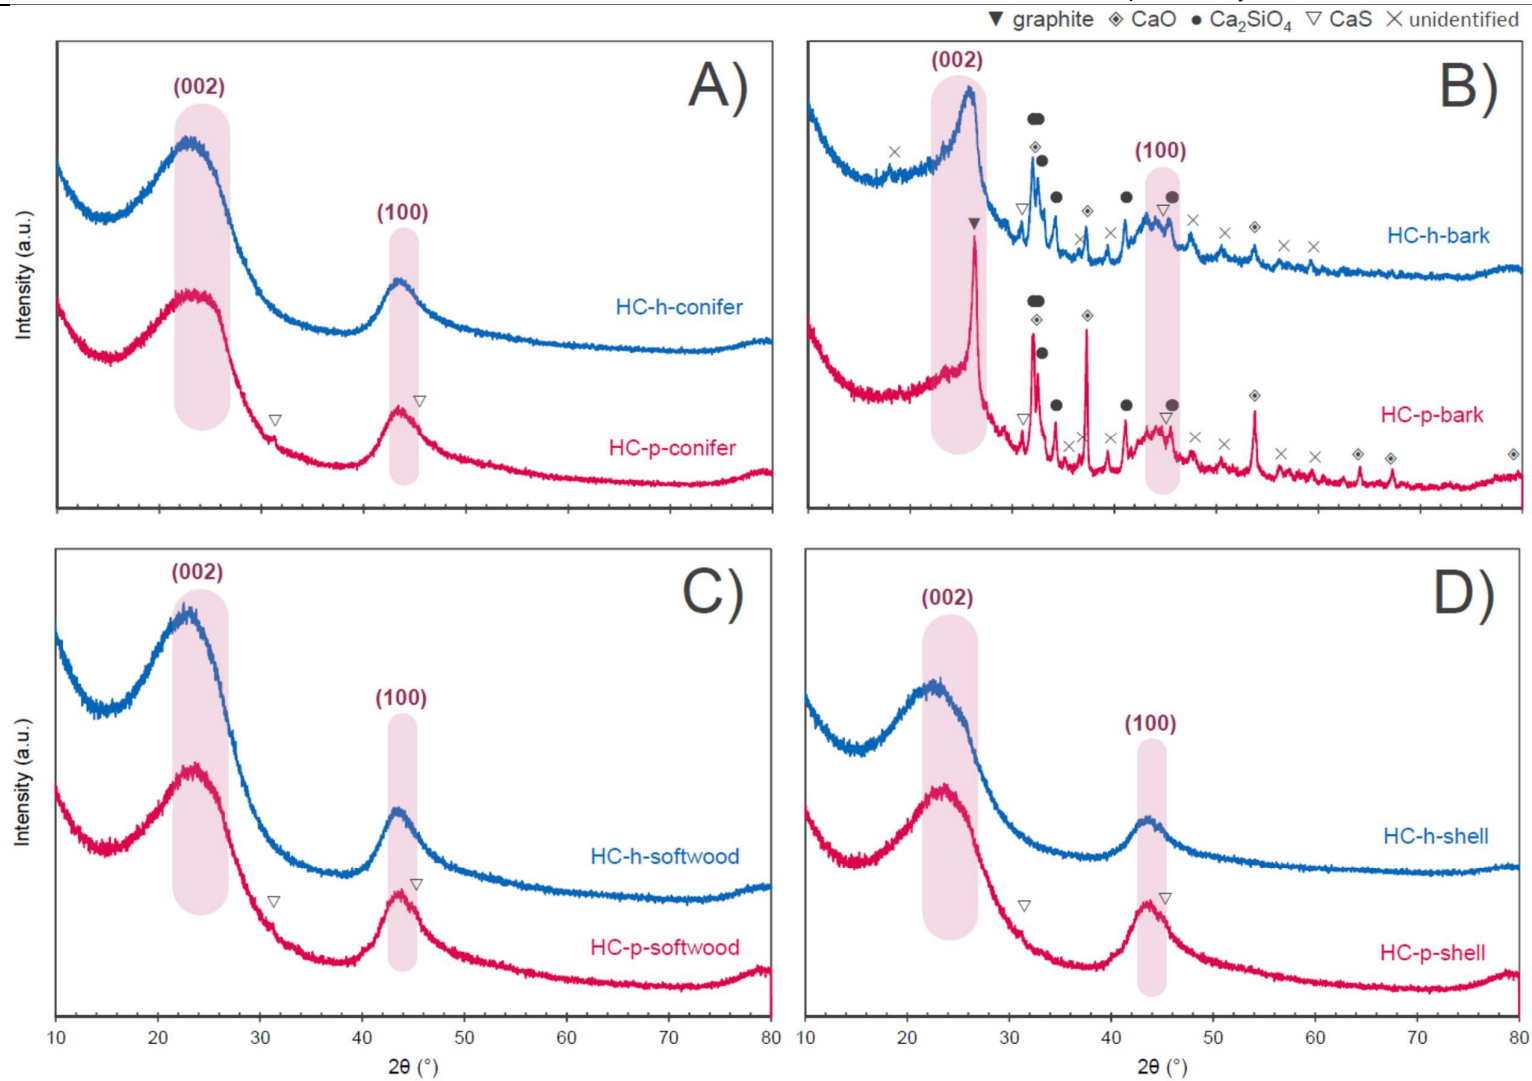 ▼ graphite ◈ CaO ● Ca₂SiO₄ ▽ CaS × unidentified
A)
(002)
(100)
HC-h-conifer
HC-p-conifer
Intensity (a.u.)
B)
(002)
(100)
HC-h-bark
HC-p-bark
C)
(002)
(100)
HC-h-softwood
HC-p-softwood
Intensity (a.u.)
10 20 30 40 50 60 70 80
2θ (°)
D)
(002)
(100)
HC-h-shell
HC-p-shell
10 20 30 40 50 60 70 80
2θ (°)